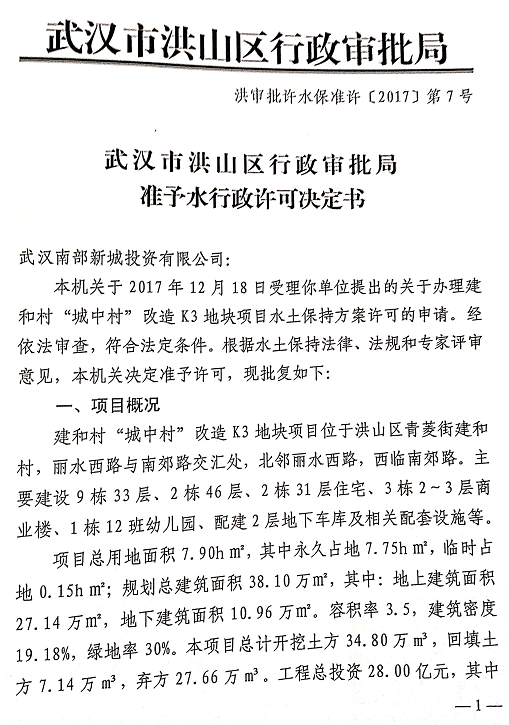 武汉市洪山区行政审批局
洪审批许水保准许〔2017〕第7号
武汉市洪山区行政审批局
准予水行政许可决定书
武汉南部新城投资有限公司：
本机关于2017年12月18日受理你单位提出的关于办理建
和村“城中村”改造K3地块项目水土保持方案许可的申请。经
依法审查，符合法定条件。根据水土保持法律、法规和专家评审
意见，本机关决定准予许可，现批复如下：
一、项目概况
建和村“城中村”改造K3地块项目位于洪山区青菱街建和
村，丽水西路与南郊路交汇处，北邻丽水西路，西临南郊路。主
要建设9栋33层、2栋46层、2栋31层住宅、3栋2~3层商
业楼、1栋12班幼儿园、配建2层地下车库及相关配套设施等。
项目总用地面积7.90hm²，其中永久占地7.75hm²，临时占
地0.15hm²；规划总建筑面积38.10万m²，其中：地上建筑面积
27.14万m²，地下建筑面积10.96万m²。容积率3.5，建筑密度
19.18%，绿地率30%。本项目总计开挖土方34.80万m³，回填土
方7.14万m³，弃方27.66万m³。工程总投资28.00亿元，其中
—1—